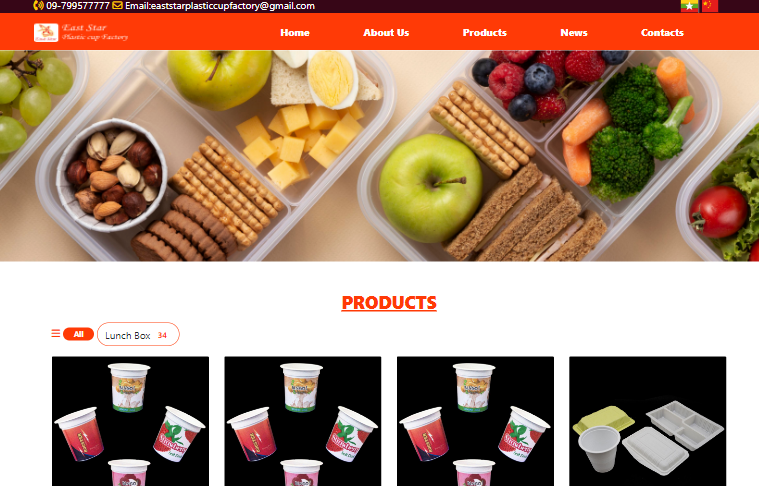 09-799577777 Email:eaststarplasticcupfactory@gmail.com
East Star
Plastic cup Factory
Home About Us Products News Contacts
PRODUCTS
All Lunch Box 34